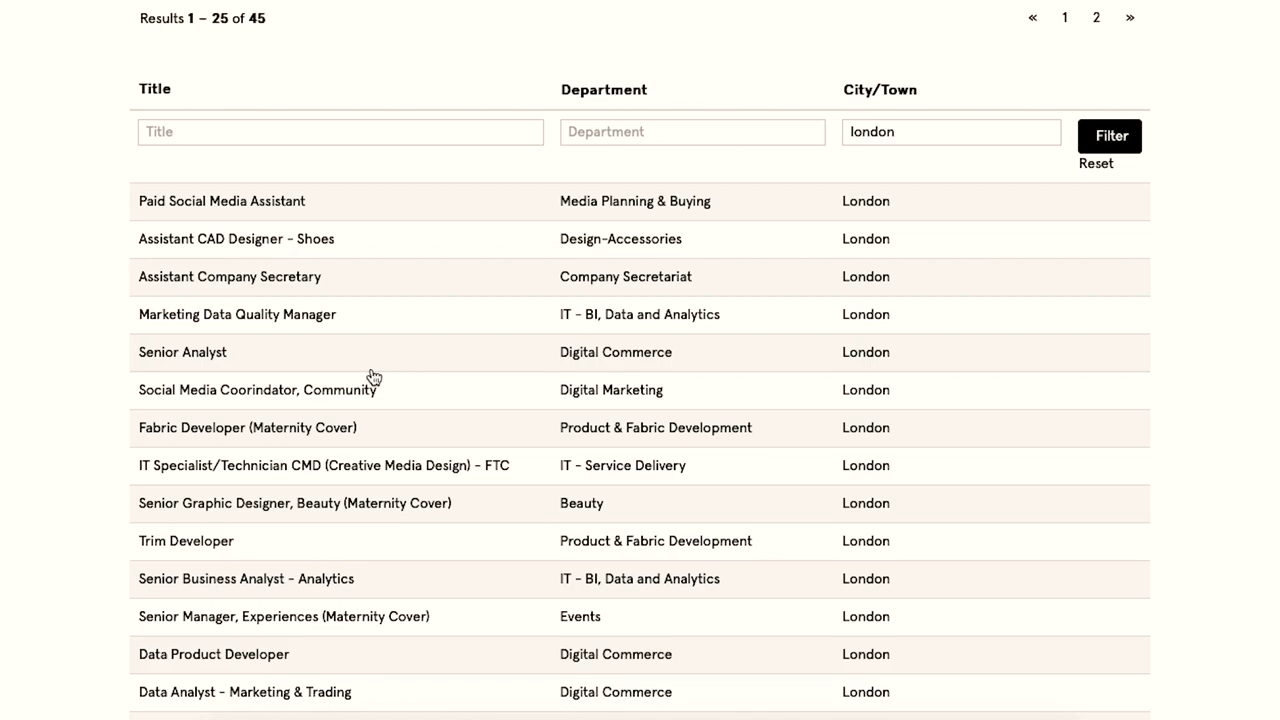 Results 1 – 25 of 45
« 1 2 »
Title Department City/Town
Title Department london Filter
Reset
Paid Social Media Assistant Media Planning & Buying London
Assistant CAD Designer - Shoes Design-Accessories London
Assistant Company Secretary Company Secretariat London
Marketing Data Quality Manager IT - BI, Data and Analytics London
Senior Analyst Digital Commerce London
Social Media Coorindator, Community Digital Marketing London
Fabric Developer (Maternity Cover) Product & Fabric Development London
IT Specialist/Technician CMD (Creative Media Design) - FTC IT - Service Delivery London
Senior Graphic Designer, Beauty (Maternity Cover) Beauty London
Trim Developer Product & Fabric Development London
Senior Business Analyst - Analytics IT - BI, Data and Analytics London
Senior Manager, Experiences (Maternity Cover) Events London
Data Product Developer Digital Commerce London
Data Analyst - Marketing & Trading Digital Commerce London